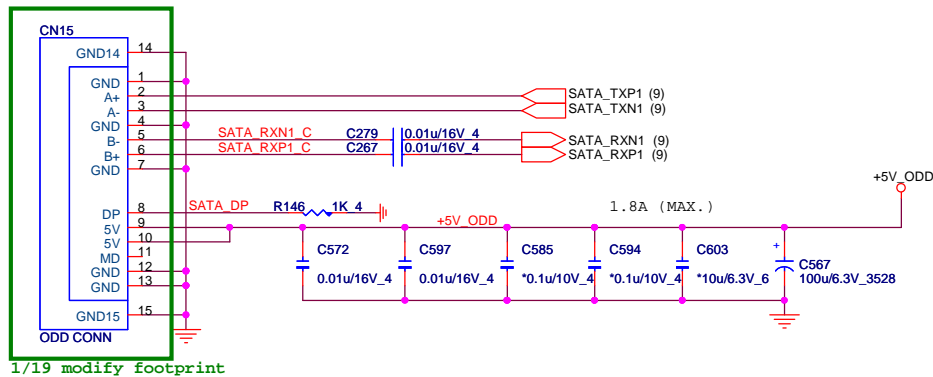 CN15
GND14 14
GND 1
A+ 2
A- 3
GND 4
B- 5
B+ 6
GND 7
DP 8
5V 9
5V 10
MD 11
GND 12
GND 13
GND15 15
ODD CONN
1/19 modify footprint
SATA_TXP1 (9)
SATA_TXN1 (9)
SATA_RXN1_C C279 0.01u/16V_4 SATA_RXN1 (9)
SATA_RXP1_C C267 0.01u/16V_4 SATA_RXP1 (9)
+5V_ODD
SATA_DP R146 1K_4
+5V_ODD 1.8A (MAX.)
C572 0.01u/16V_4
C597 0.01u/16V_4
C585 *0.1u/10V_4
C594 *0.1u/10V_4
C603 *10u/6.3V_6
+ C567 100u/6.3V_3528